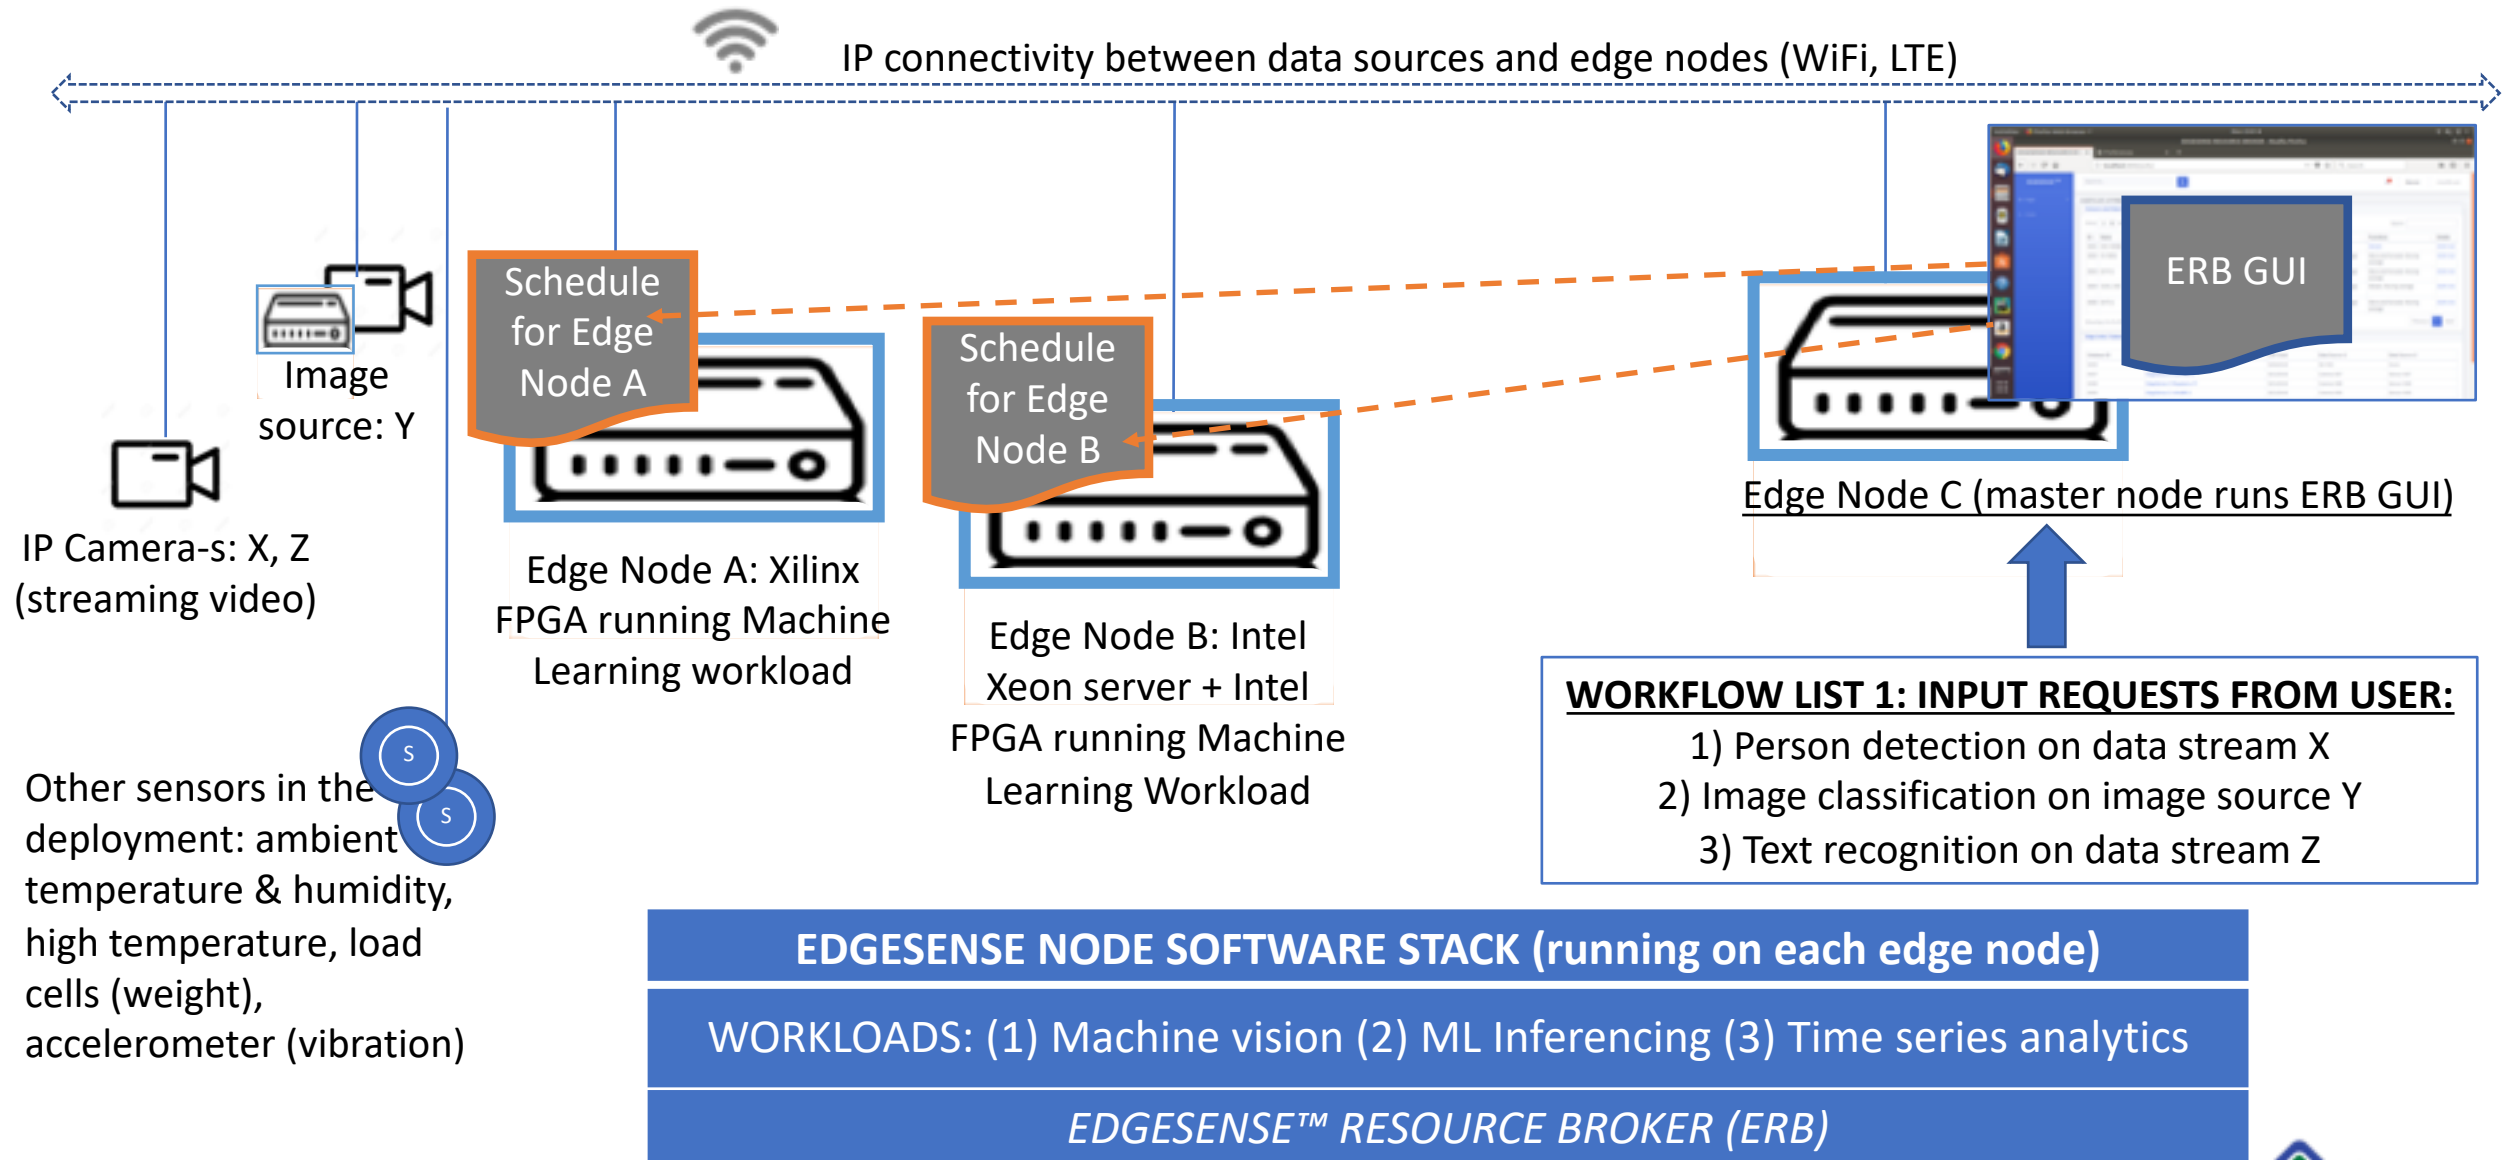 IP connectivity between data sources and edge nodes (WiFi, LTE)
Image
source: Y
IP Camera-s: X, Z
(streaming video)
Schedule
for Edge
Node A
Edge Node A: Xilinx
FPGA running Machine
Learning workload
Schedule
for Edge
Node B
Edge Node B: Intel
Xeon server + Intel
FPGA running Machine
Learning Workload
ERB GUI
Edge Node C (master node runs ERB GUI)
WORKFLOW LIST 1: INPUT REQUESTS FROM USER:
1) Person detection on data stream X
2) Image classification on image source Y
3) Text recognition on data stream Z
S
S
Other sensors in the
deployment: ambient
temperature & humidity,
high temperature, load
cells (weight),
accelerometer (vibration)
EDGESENSE NODE SOFTWARE STACK (running on each edge node)
WORKLOADS: (1) Machine vision (2) ML Inferencing (3) Time series analytics
EDGESENSE™ RESOURCE BROKER (ERB)